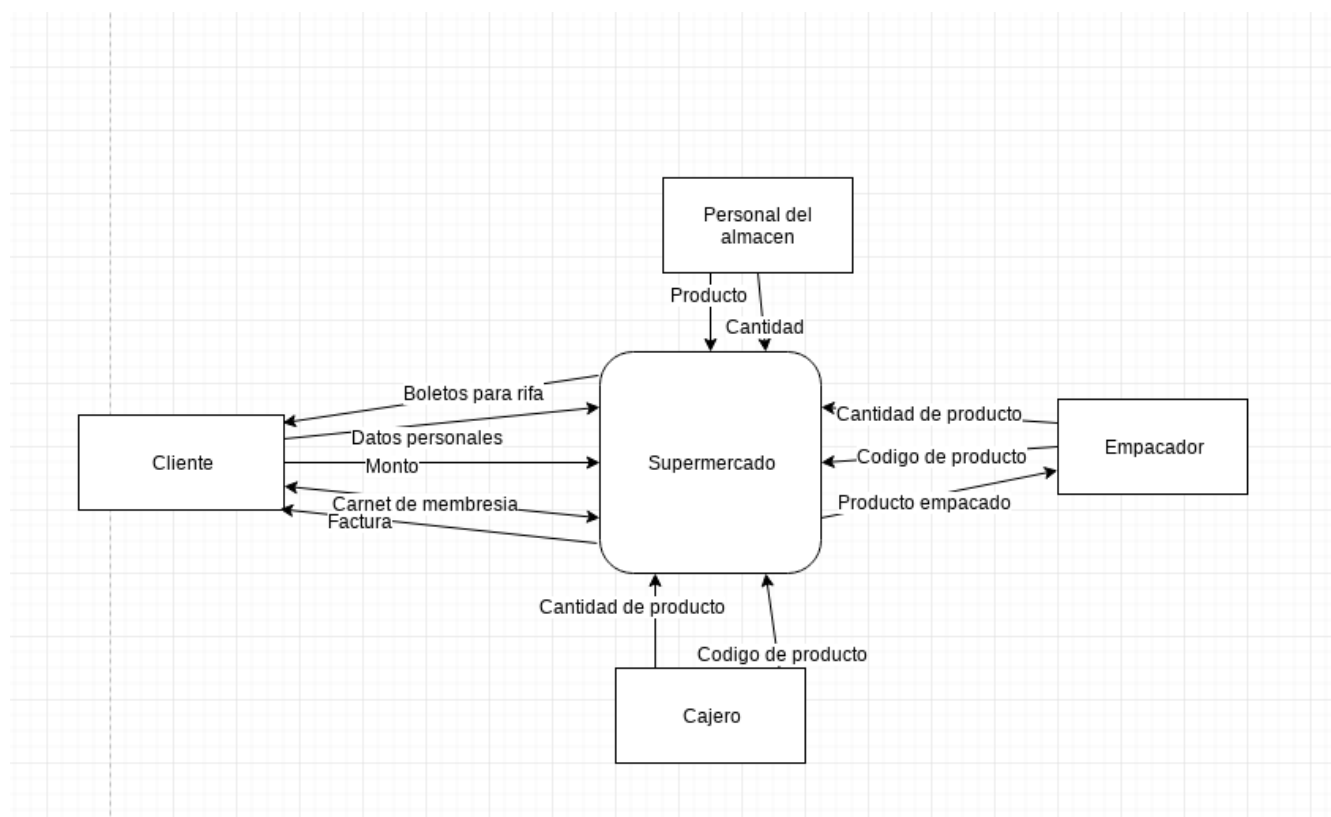 Personal del
almacen
Producto
Cantidad
Boletos para rifa
Datos personales
Cliente
Monto
Carnet de membresia
Factura
Supermercado
Cantidad de producto
Codigo de producto
Producto empacado
Empacador
Cantidad de producto
Codigo de producto
Cajero